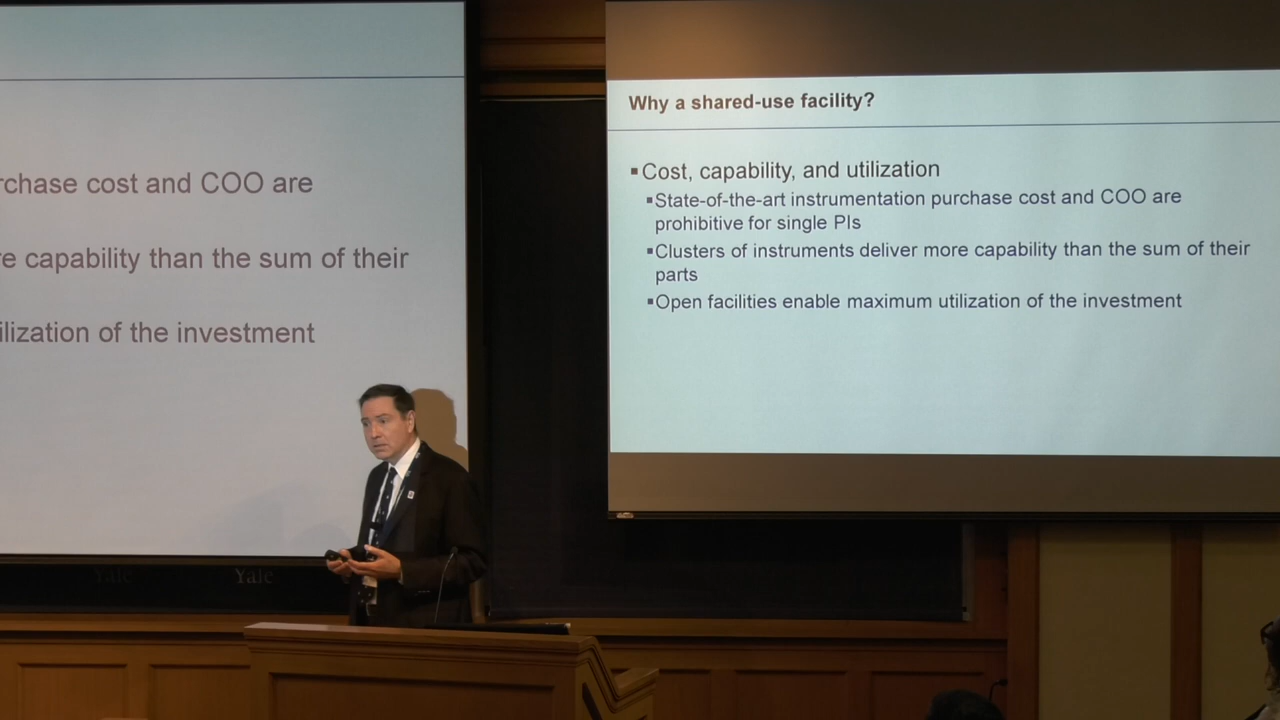 rchase cost and COO are
re capability than the sum of their
ilization of the investment
Yale
Yale
Why a shared-use facility?
▪Cost, capability, and utilization
▪State-of-the-art instrumentation purchase cost and COO are
prohibitive for single PIs
▪Clusters of instruments deliver more capability than the sum of their
parts
▪Open facilities enable maximum utilization of the investment